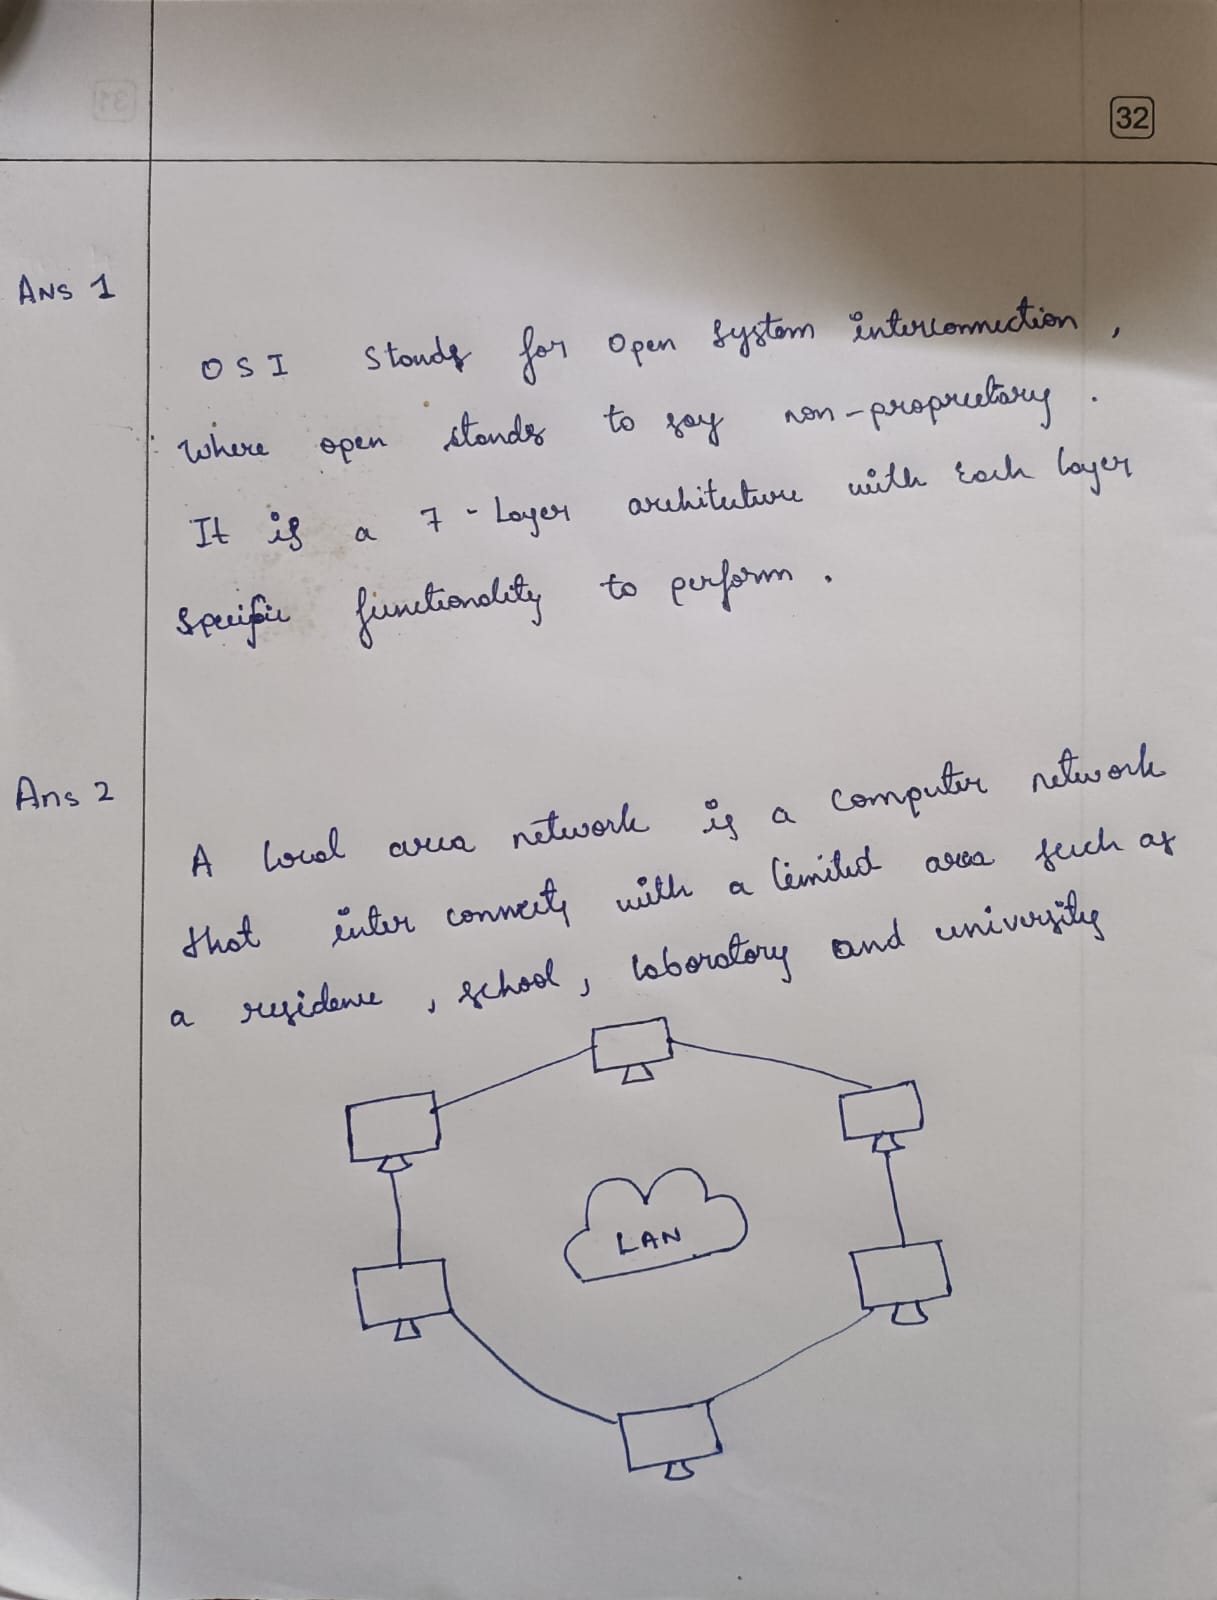 32
Ans 1
OSI stands for open system interconnection,
where open stands to say non-proprietary.
It is a 7-Layer architecture with each layer
specific functionality to perform.
Ans 2
A local area network is a computer network
that inter connects with a limited area such as
a residence, school, laboratory and university
LAN